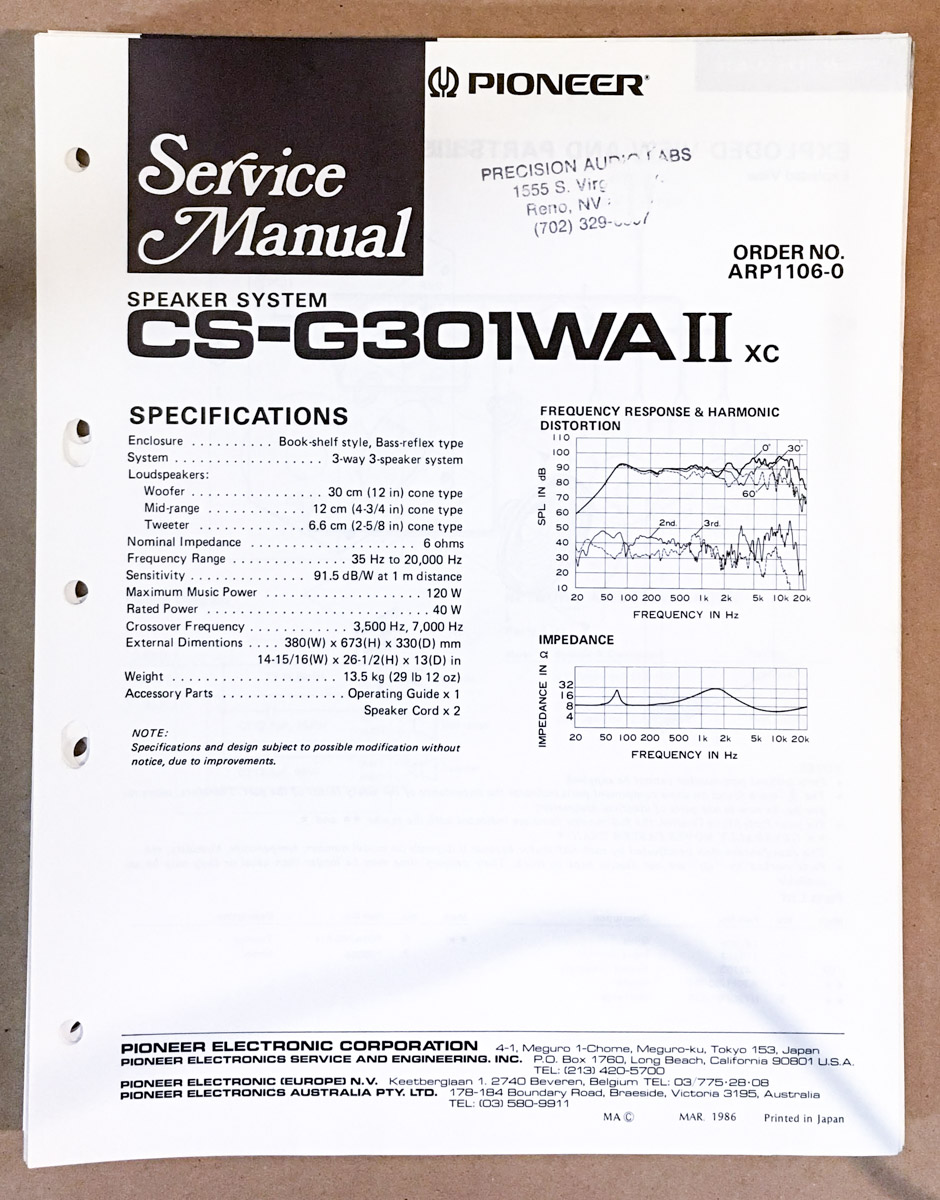 Service
Manual
PIONEER
PRECISION AUDIO LABS
1555 S.
Reno, NV
(702) 329-
ORDER NO.
ARP1106-0
SPEAKER SYSTEM
CS-G301WA II XC
SPECIFICATIONS
Enclosure .......... Book-shelf style, Bass-reflex type
System .................. 3-way 3-speaker system
Loudspeakers:
Woofer ................ 30 cm (12 in) cone type
Mid-range ............. 12 cm (4-3/4 in) cone type
Tweeter ............ 6.6 cm (2-5/8 in) cone type
Nominal Impedance .................... 6 ohms
Frequency Range .............. 35 Hz to 20,000 Hz
Sensitivity .............. 91.5 dB/W at 1 m distance
Maximum Music Power ................... 120 W
Rated Power ........................... 40 W
Crossover Frequency ............ 3,500 Hz, 7,000 Hz
External Dimentions .... 380(W) x 673(H) x 330(D) mm
14-15/16(W) x 26-1/2(H) x 13(D) in
Weight .................... 13.5 kg (29 lb 12 oz)
Accessory Parts ............... Operating Guide x 1
Speaker Cord x 2
NOTE:
Specifications and design subject to possible modification without
notice, due to improvements.
FREQUENCY RESPONSE & HARMONIC
DISTORTION
SPL IN dB
110
100
90
80
70
60
50
40
30
20
10
0°
30°
60
2nd.
3rd.
20 50 100 200 500 1k 2k 5k 10k 20k
FREQUENCY IN Hz
IMPEDANCE
IMPEDANCE IN Ω
32
16
8
4
20 50 100 200 500 1k 2k 5k 10k 20k
FREQUENCY IN Hz
PIONEER ELECTRONIC CORPORATION 4-1, Meguro 1-Chome, Meguro-ku, Tokyo 153, Japan
PIONEER ELECTRONICS SERVICE AND ENGINEERING. INC. P.O. Box 1760, Long Beach, California 90801 U.S.A.
TEL: (213) 420-5700
PIONEER ELECTRONIC (EUROPE) N.V. Keetberglaan 1. 2740 Beveren, Belgium TEL: 03/775·28·08
PIONEER ELECTRONICS AUSTRALIA PTY. LTD. 178-184 Boundary Road, Braeside, Victoria 3195, Australia
TEL: (03) 580-9911
MA © MAR. 1986 Printed in Japan